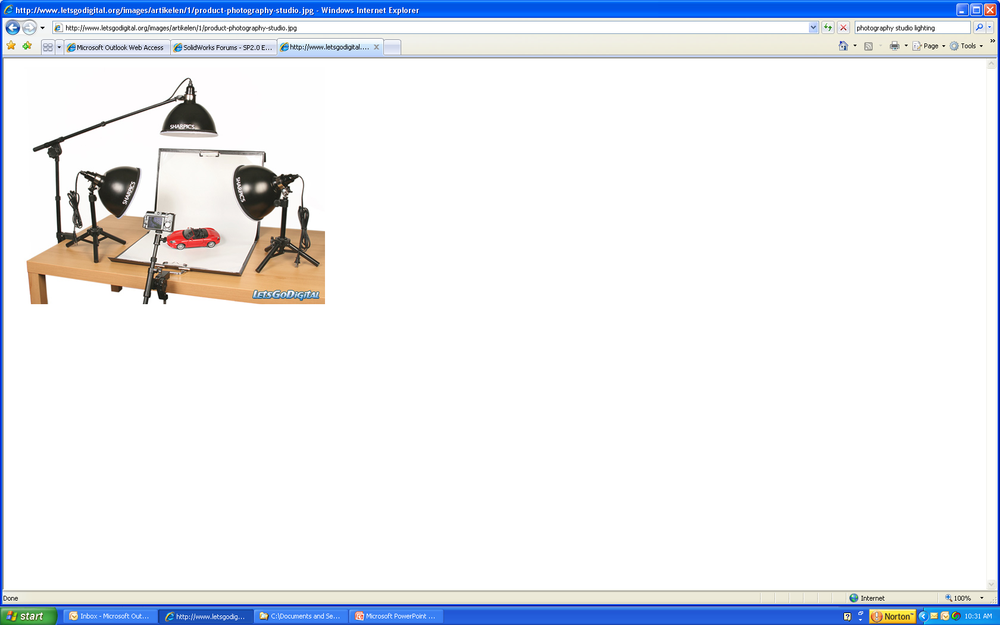 http://www.letsgodigital.org/images/artikelen/1/product-photography-studio.jpg - Windows Internet Explorer
http://www.letsgodigital.org/images/artikelen/1/product-photography-studio.jpg
photography studio lighting
Microsoft Outlook Web Access
SolidWorks Forums - SP2.0 E...
http://www.letsgodigital....
Page
Tools
SHARPICS
SHARPICS
SHARPICS
LETSGODIGITAL
Done
Internet
100%
start
Inbox - Microsoft Out...
http://www.letsgodig...
C:\Documents and Se...
Microsoft PowerPoint ...
Norton™
10:31 AM